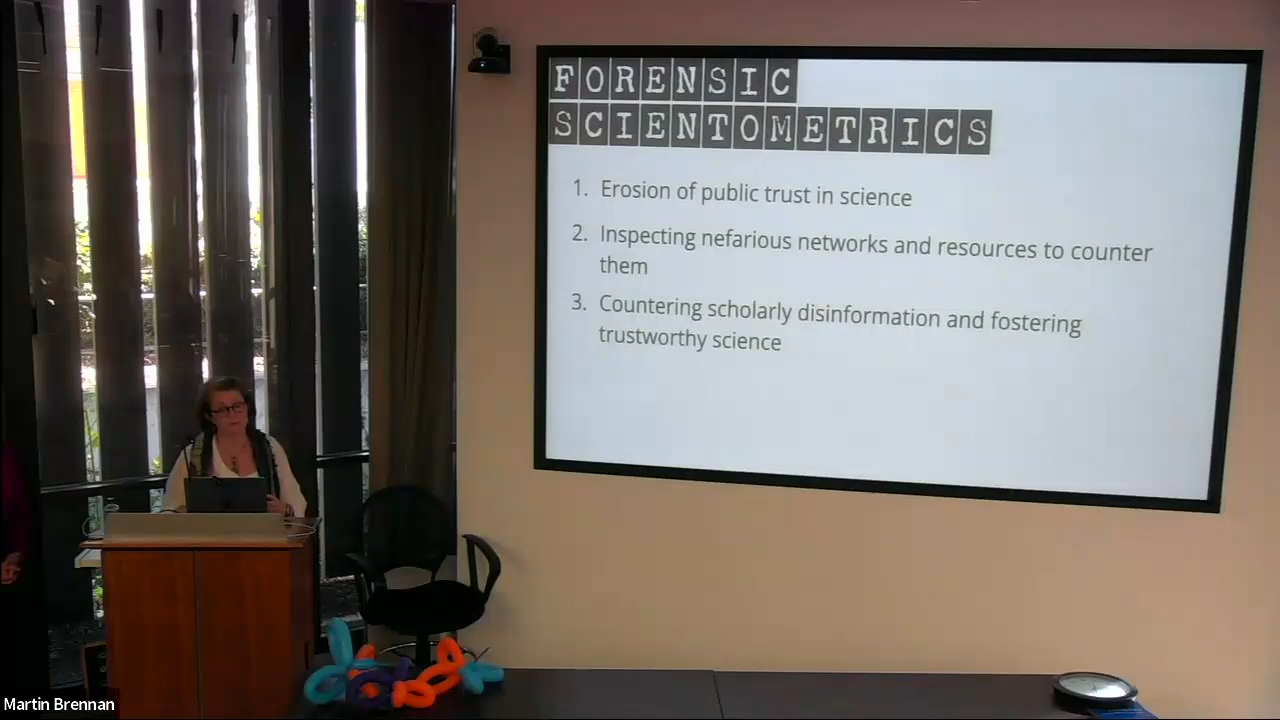 FORENSIC
SCIENTOMETRICS
1. Erosion of public trust in science
2. Inspecting nefarious networks and resources to counter
them
3. Countering scholarly disinformation and fostering
trustworthy science
Martin Brennan